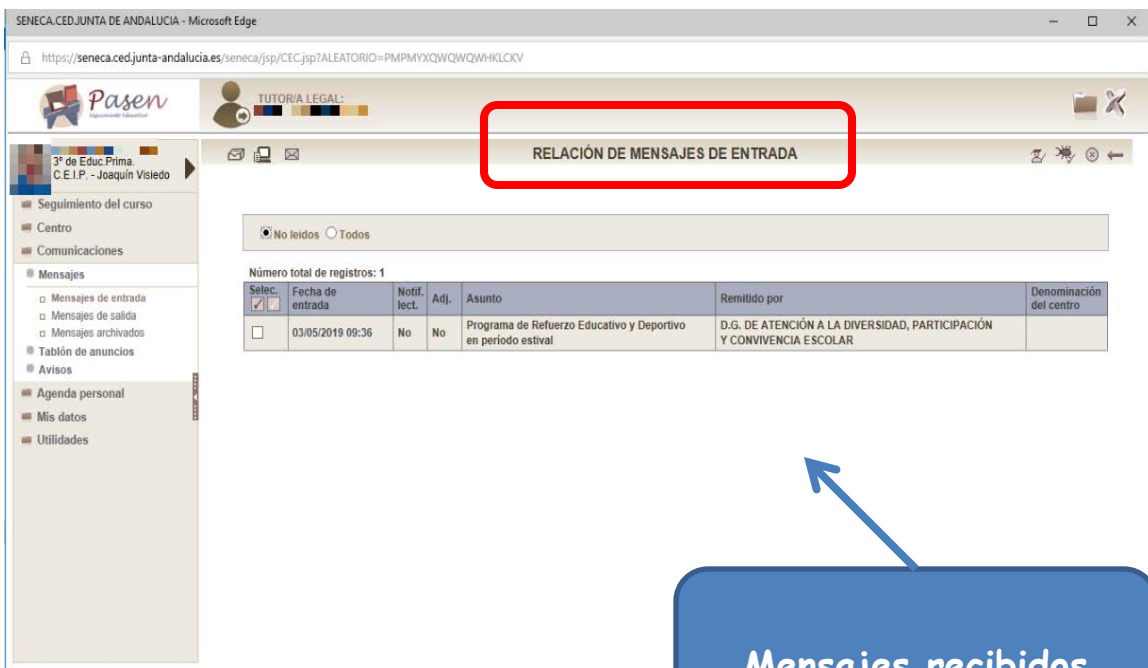 SENECA.CED.JUNTA DE ANDALUCIA - Microsoft Edge
https://seneca.ced.junta-andalucia.es/seneca/jsp/CEC.jsp?ALEATORIO=PMPMYXQWQWQWHKLCKV
Pasen
TUTOR/A LEGAL:
3º de Educ.Prima.
C.E.I.P. - Joaquín Visiedo
RELACIÓN DE MENSAJES DE ENTRADA
Seguimiento del curso
Centro
Comunicaciones
Mensajes
Mensajes de entrada
Mensajes de salida
Mensajes archivados
Tablón de anuncios
Avisos
Agenda personal
Mis datos
Utilidades
No leidos Todos
Número total de registros: 1
Selec. Fecha de entrada Notif. lect. Adj. Asunto Remitido por Denominación del centro
03/05/2019 09:36 No No Programa de Refuerzo Educativo y Deportivo en período estival D.G. DE ATENCIÓN A LA DIVERSIDAD, PARTICIPACIÓN Y CONVIVENCIA ESCOLAR
Mensajes recibidos